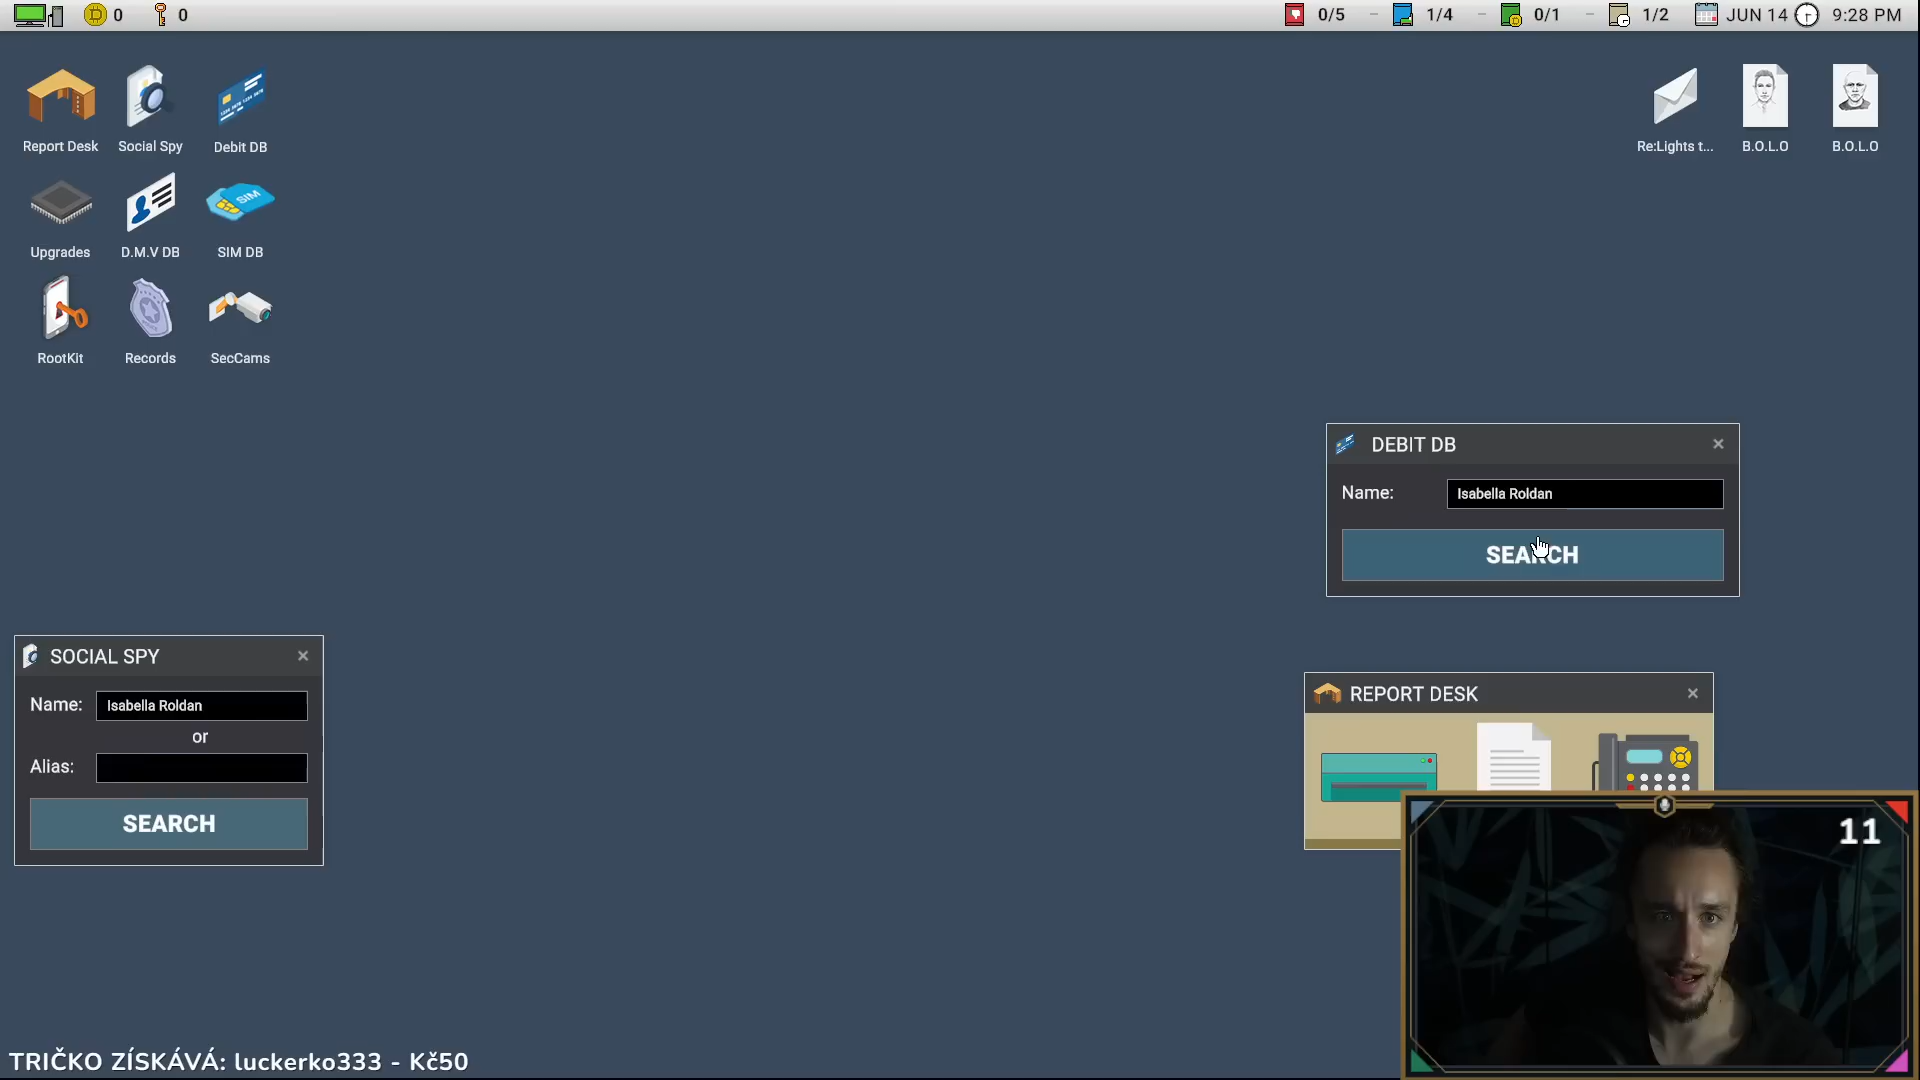 0
0
0/5
1/4
0/1
1/2
JUN 14
9:28 PM
Report Desk
Social Spy
Debit DB
Re:Lights t...
B.O.L.O
B.O.L.O
Upgrades
D.M.V DB
SIM
SIM DB
RootKit
Records
SecCams
DEBIT DB
Name:
Isabella Roldan
SEARCH
SOCIAL SPY
Name:
Isabella Roldan
or
Alias:
SEARCH
REPORT DESK
11
TRIČKO ZÍSKÁVÁ: luckerko333 - Kč50